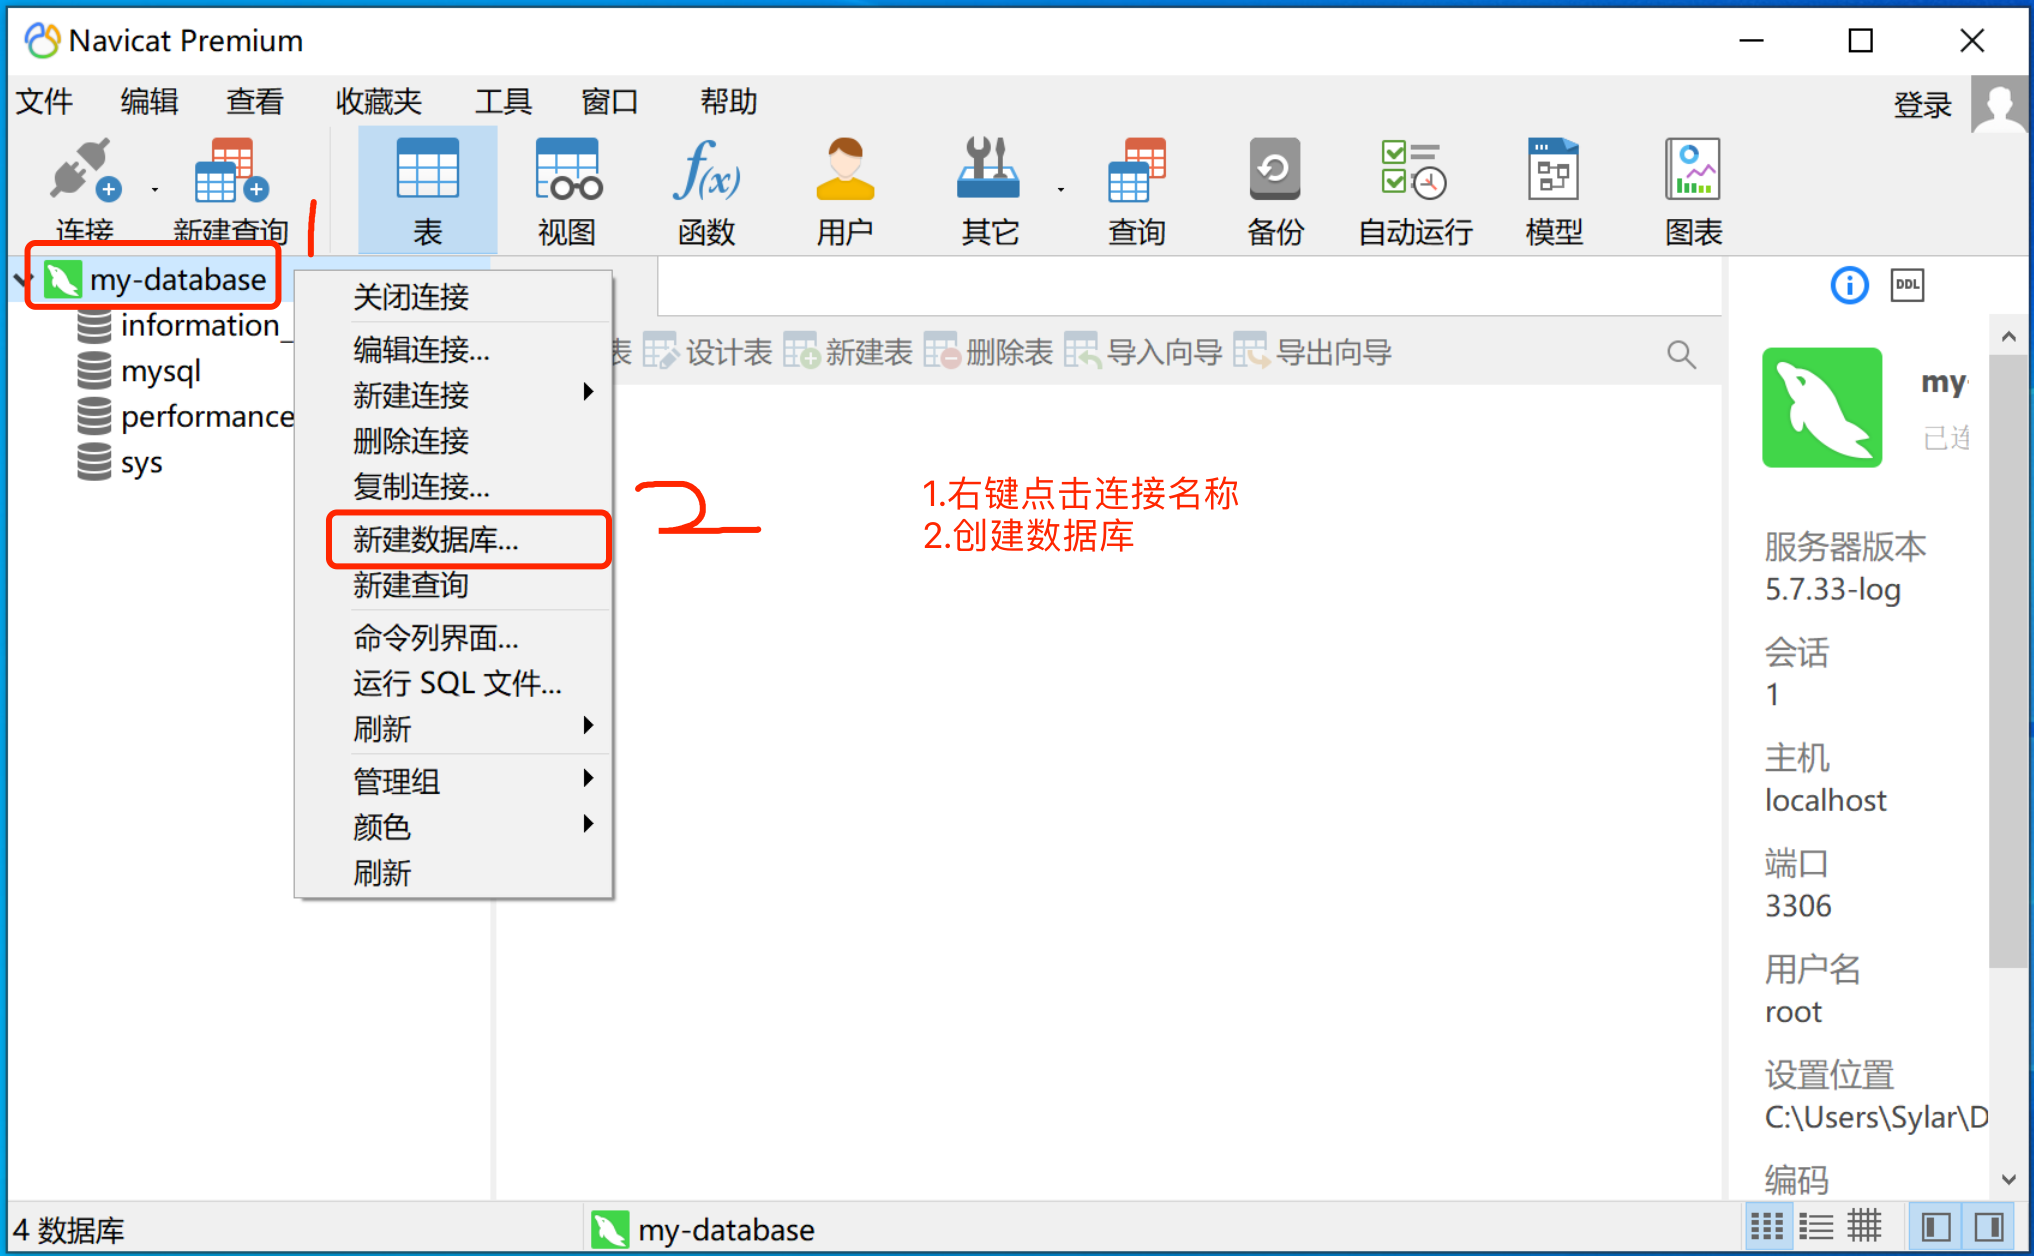 Navicat Premium
文件 编辑 查看 收藏夹 工具 窗口 帮助 登录
连接 新建查询 表 视图 f(x) 函数 用户 其它 查询 备份 自动运行 模型 图表
1
my-database
information_
mysql
performance
sys
关闭连接
编辑连接...
新建连接
删除连接
复制连接...
新建数据库...
新建查询
命令列界面...
运行 SQL 文件...
刷新
管理组
颜色
刷新
表 设计表 新建表 删除表 导入向导 导出向导
2
1.右键点击连接名称
2.创建数据库
DDL
my-
已连
服务器版本
5.7.33-log
会话
1
主机
localhost
端口
3306
用户名
root
设置位置
C:\Users\Sylar\D
编码
4 数据库 my-database